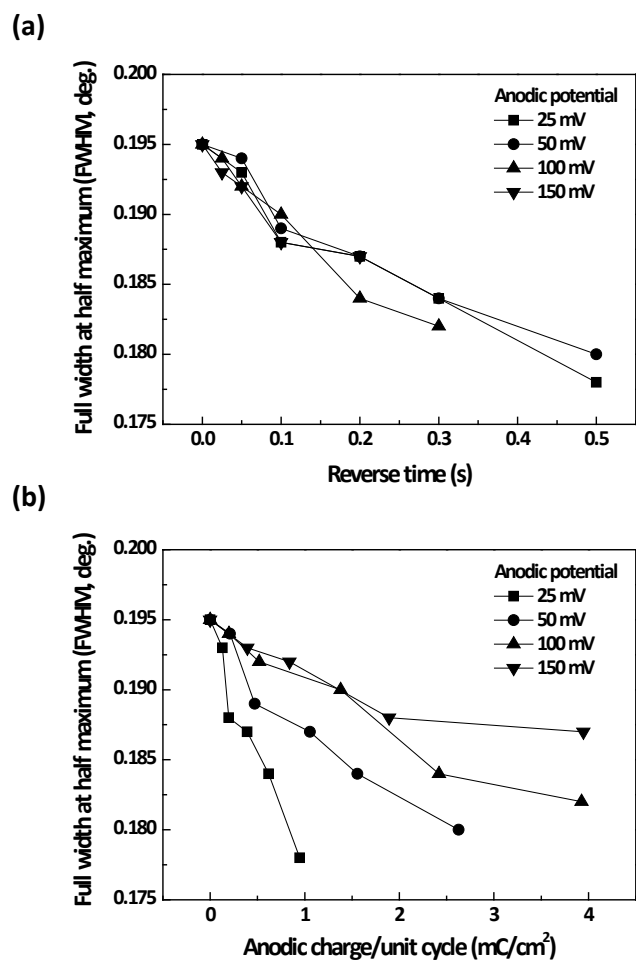 (a)
Full width at half maximum (FWHM, deg.)
0.200
0.195
0.190
0.185
0.180
0.175
Anodic potential
25 mV
50 mV
100 mV
150 mV
0.0 0.1 0.2 0.3 0.4 0.5
Reverse time (s)
(b)
Full width at half maximum (FWHM, deg.)
0.200
0.195
0.190
0.185
0.180
0.175
Anodic potential
25 mV
50 mV
100 mV
150 mV
0 1 2 3 4
Anodic charge/unit cycle (mC/cm²)